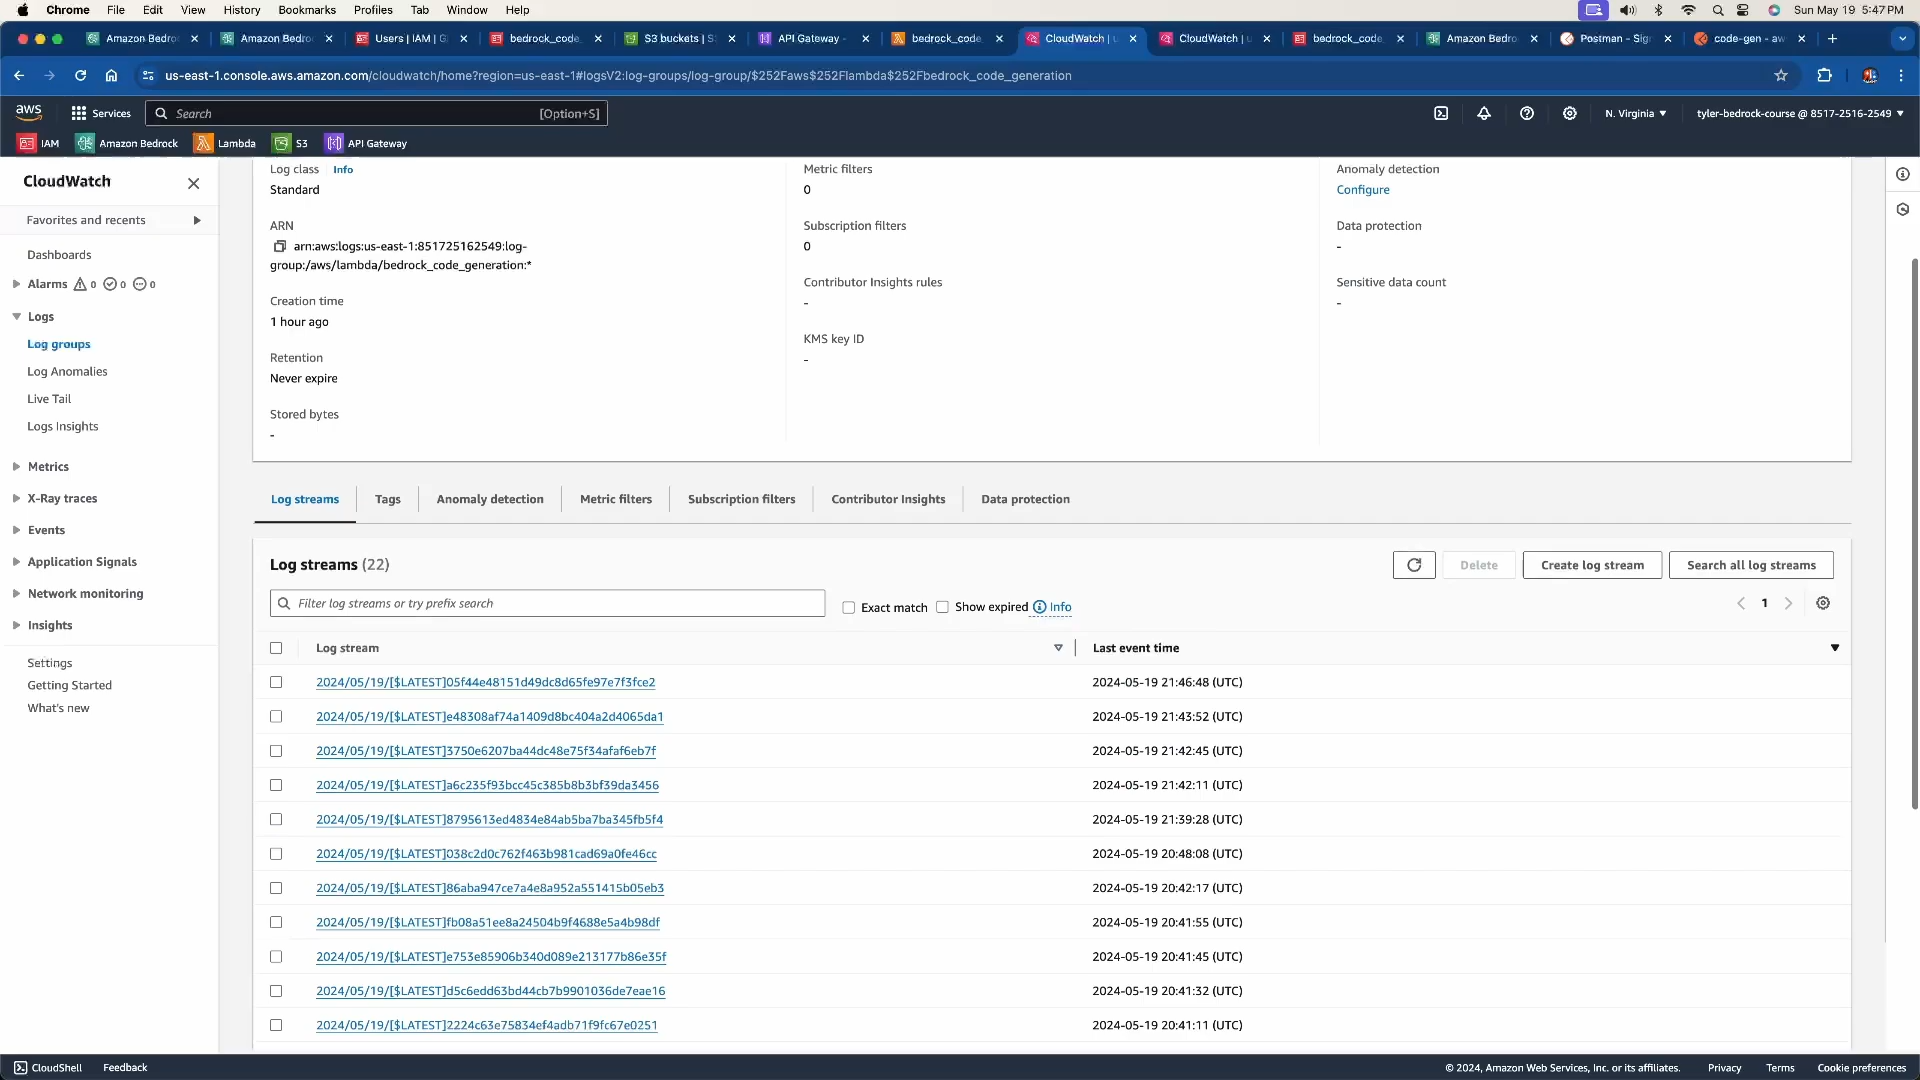 Chrome File Edit View History Bookmarks Profiles Tab Window Help Sun May 19 5:47 PM
Amazon Bedro Amazon Bedro Users | IAM | G bedrock_code_ S3 buckets | S3 API Gateway - bedrock_code_ CloudWatch | u CloudWatch | u bedrock_code_ Amazon Bedro Postman - Sig code-gen - aw
us-east-1.console.aws.amazon.com/cloudwatch/home?region=us-east-1#logsV2:log-groups/log-group/$252Faws$252Flambda$252Fbedrock_code_generation
aws Services Search [Option+S] N. Virginia tyler-bedrock-course @ 8517-2516-2549
IAM Amazon Bedrock Lambda S3 API Gateway
CloudWatch
Favorites and recents
Dashboards
Alarms 0 0 0
Logs
Log groups
Log Anomalies
Live Tail
Logs Insights
Metrics
X-Ray traces
Events
Application Signals
Network monitoring
Insights
Settings
Getting Started
What's new
Log class Info
Standard
ARN
arn:aws:logs:us-east-1:851725162549:log-
group:/aws/lambda/bedrock_code_generation:*
Creation time
1 hour ago
Retention
Never expire
Stored bytes
-
Metric filters
0
Subscription filters
0
Contributor Insights rules
-
KMS key ID
-
Anomaly detection
Configure
Data protection
-
Sensitive data count
-
Log streams Tags Anomaly detection Metric filters Subscription filters Contributor Insights Data protection
Log streams (22) Delete Create log stream Search all log streams
Filter log streams or try prefix search Exact match Show expired Info 1
Log stream Last event time
2024/05/19/[$LATEST]05f44e48151d49dc8d65fe97e7f3fce2 2024-05-19 21:46:48 (UTC)
2024/05/19/[$LATEST]e48308af74a1409d8bc404a2d4065da1 2024-05-19 21:43:52 (UTC)
2024/05/19/[$LATEST]3750e6207ba44dc48e75f34afaf6eb7f 2024-05-19 21:42:45 (UTC)
2024/05/19/[$LATEST]a6c235f93bcc45c385b8b3bf39da3456 2024-05-19 21:42:11 (UTC)
2024/05/19/[$LATEST]8795613ed4834e84ab5ba7ba345fb5f4 2024-05-19 21:39:28 (UTC)
2024/05/19/[$LATEST]038c2d0c762f463b981cad69a0fe46cc 2024-05-19 20:48:08 (UTC)
2024/05/19/[$LATEST]86aba947ce7a4e8a952a551415b05eb3 2024-05-19 20:42:17 (UTC)
2024/05/19/[$LATEST]fb08a51ee8a24504b9f4688e5a4b98df 2024-05-19 20:41:55 (UTC)
2024/05/19/[$LATEST]e753e85906b340d089e213177b86e35f 2024-05-19 20:41:45 (UTC)
2024/05/19/[$LATEST]d5c6edd63bd44cb7b9901036de7eae16 2024-05-19 20:41:32 (UTC)
2024/05/19/[$LATEST]2224c63e75834ef4adb71f9fc67e0251 2024-05-19 20:41:11 (UTC)
CloudShell Feedback © 2024, Amazon Web Services, Inc. or its affiliates. Privacy Terms Cookie preferences